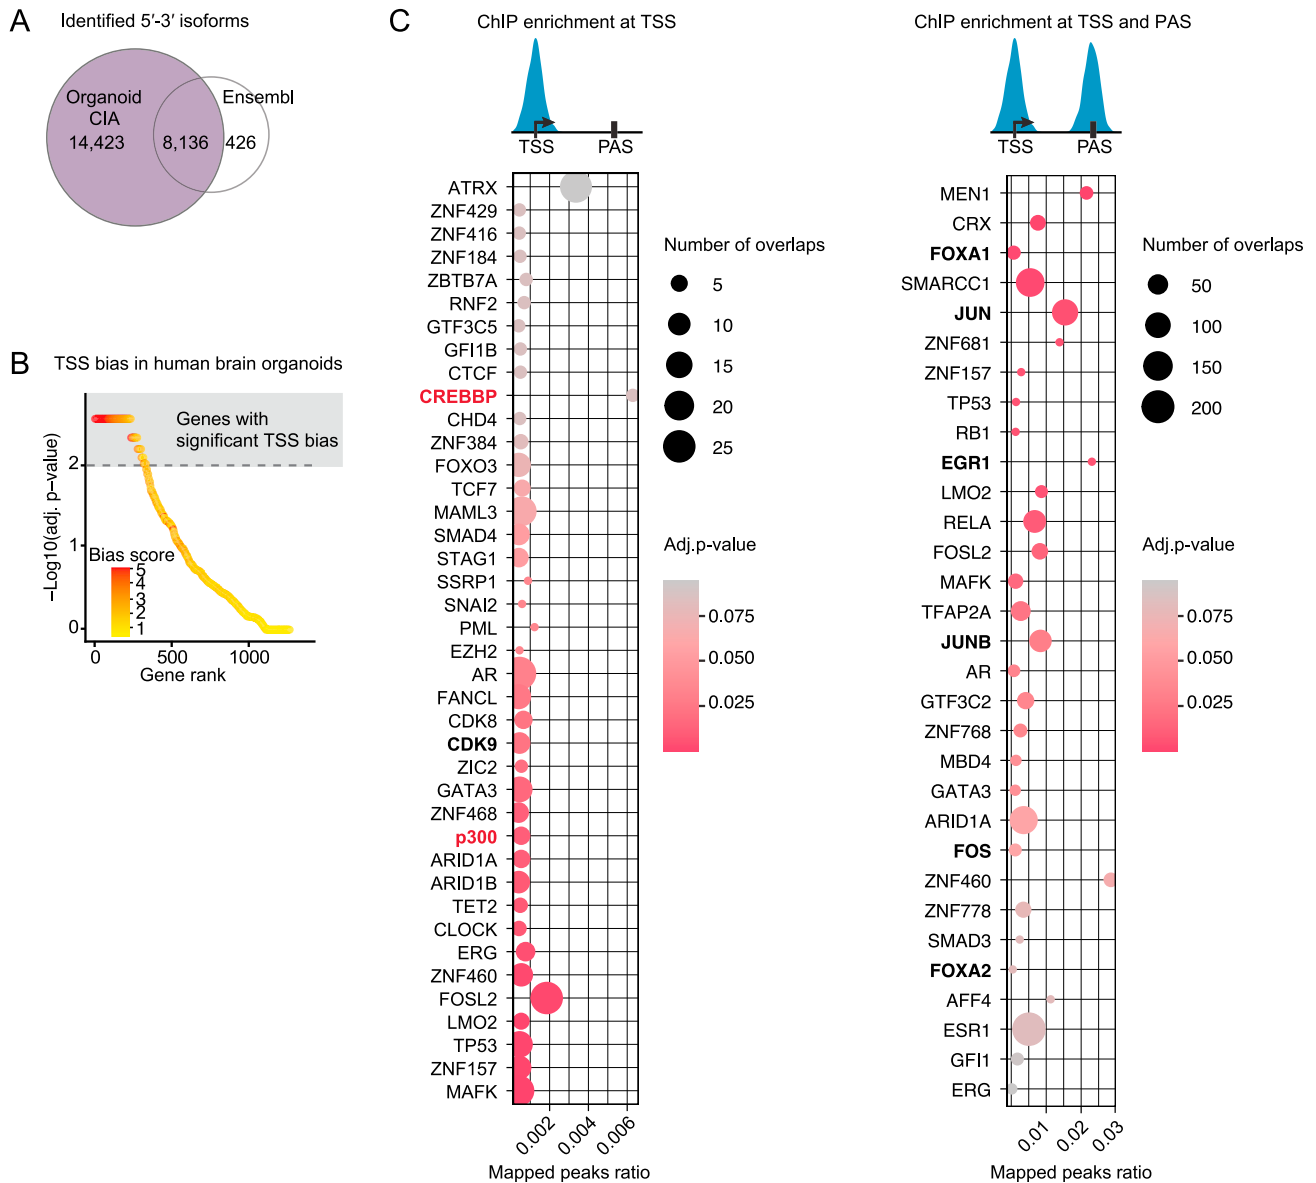 A
Identified 5′-3′ isoforms
Organoid
CIA
14,423
8,136
Ensembl
426
B
TSS bias in human brain organoids
Genes with
significant TSS bias
−Log10(adj. p−value)
2
1
0
Bias score
5
4
3
2
1
0
500
1000
Gene rank
C
ChIP enrichment at TSS
TSS
PAS
ATRX
ZNF429
ZNF416
ZNF184
ZBTB7A
RNF2
GTF3C5
GFI1B
CTCF
CREBBP
CHD4
ZNF384
FOXO3
TCF7
MAML3
SMAD4
STAG1
SSRP1
SNAI2
PML
EZH2
AR
FANCL
CDK8
CDK9
ZIC2
GATA3
ZNF468
p300
ARID1A
ARID1B
TET2
CLOCK
ERG
ZNF460
FOSL2
LMO2
TP53
ZNF157
MAFK
0.002
0.004
0.006
Mapped peaks ratio
Number of overlaps
5
10
15
20
25
Adj.p-value
0.075
0.050
0.025
ChIP enrichment at TSS and PAS
TSS
PAS
MEN1
CRX
FOXA1
SMARCC1
JUN
ZNF681
ZNF157
TP53
RB1
EGR1
LMO2
RELA
FOSL2
MAFK
TFAP2A
JUNB
AR
GTF3C2
ZNF768
MBD4
GATA3
ARID1A
FOS
ZNF460
ZNF778
SMAD3
FOXA2
AFF4
ESR1
GFI1
ERG
0.01
0.02
0.03
Mapped peaks ratio
Number of overlaps
50
100
150
200
Adj.p-value
0.075
0.050
0.025